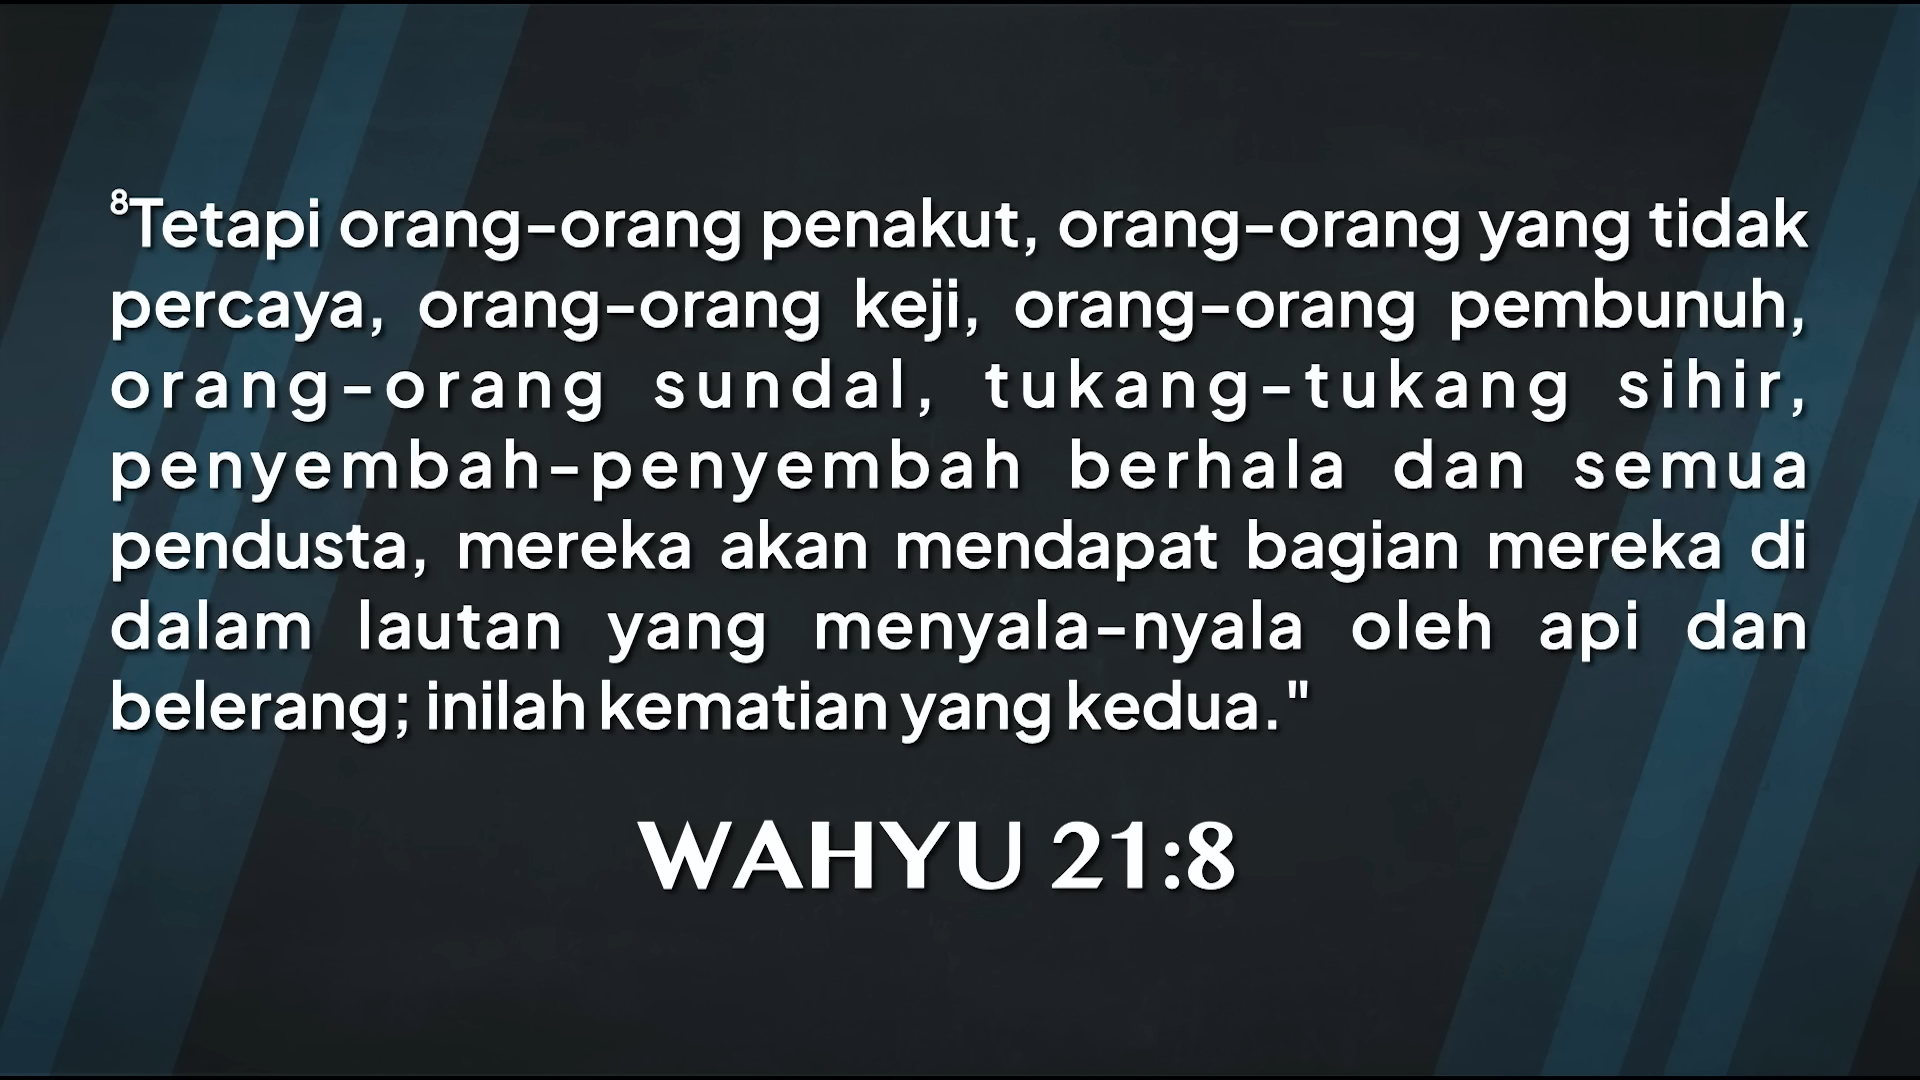 ⁸Tetapi orang-orang penakut, orang-orang yang tidak
percaya, orang-orang keji, orang-orang pembunuh,
orang-orang sundal, tukang-tukang sihir,
penyembah-penyembah berhala dan semua
pendusta, mereka akan mendapat bagian mereka di
dalam lautan yang menyala-nyala oleh api dan
belerang; inilah kematian yang kedua."
WAHYU 21:8